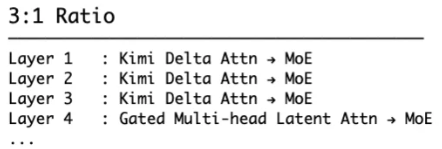 3:1 Ratio
Layer 1 : Kimi Delta Attn → MoE
Layer 2 : Kimi Delta Attn → MoE
Layer 3 : Kimi Delta Attn → MoE
Layer 4 : Gated Multi-head Latent Attn → MoE
...